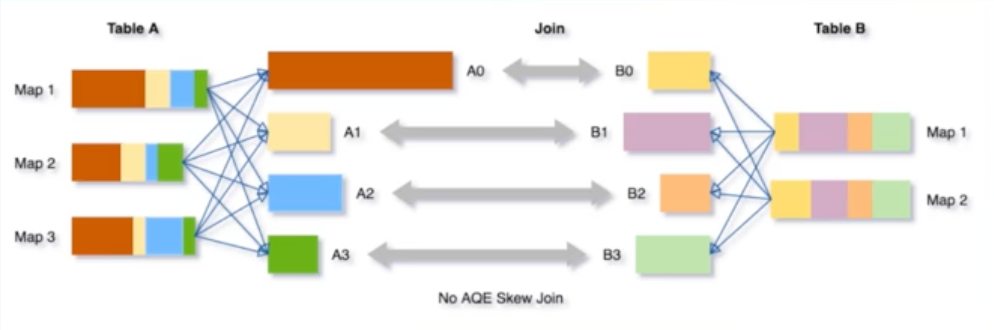 Table A
Join
Table B
Map 1
Map 2
Map 3
A0
A1
A2
A3
B0
B1
B2
B3
Map 1
Map 2
No AQE Skew Join